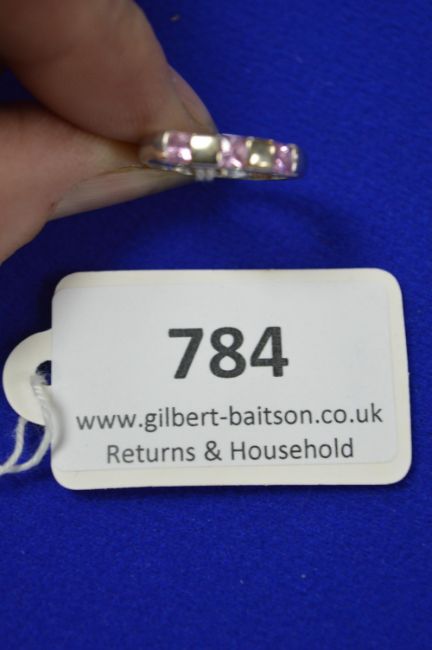 784
www.gilbert-baitson.co.uk
Returns & Household